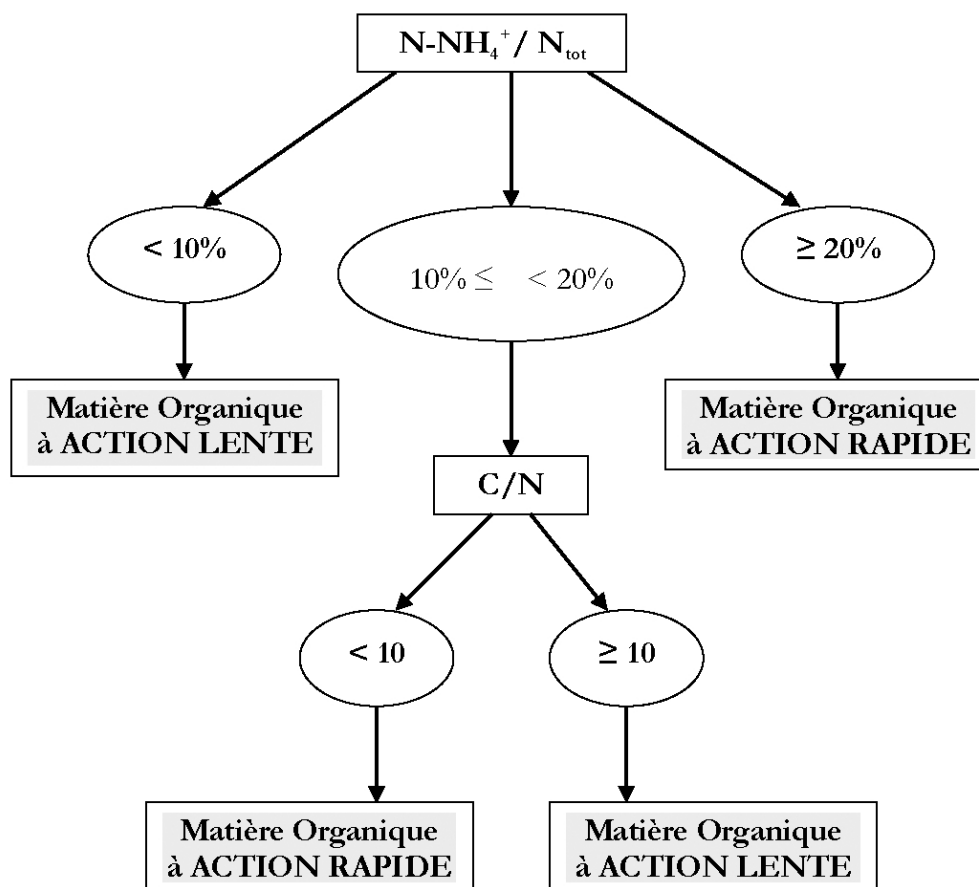 N-NH₄⁺/ Nₜₒₜ
< 10%
10% ≤ < 20%
≥ 20%
Matière Organique
à ACTION LENTE
Matière Organique
à ACTION RAPIDE
C/N
< 10
≥ 10
Matière Organique
à ACTION RAPIDE
Matière Organique
à ACTION LENTE